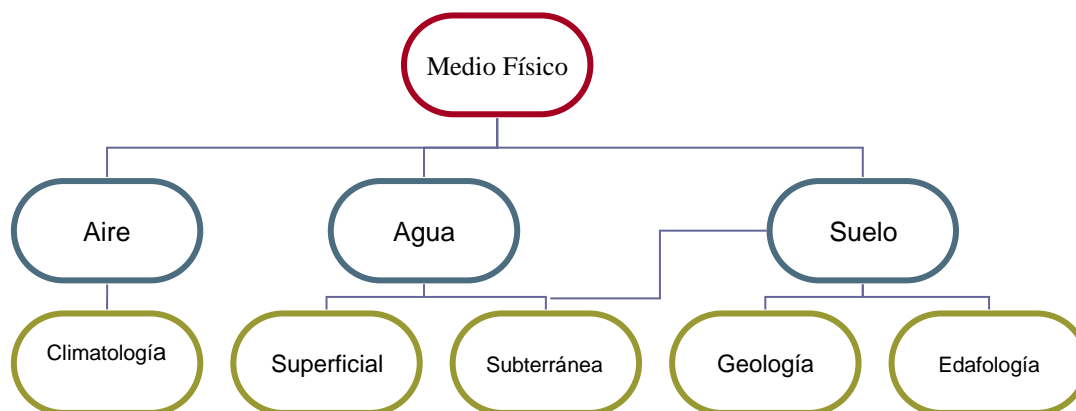 Medio Físico
Aire
Agua
Suelo
Climatología
Superficial
Subterránea
Geología
Edafología